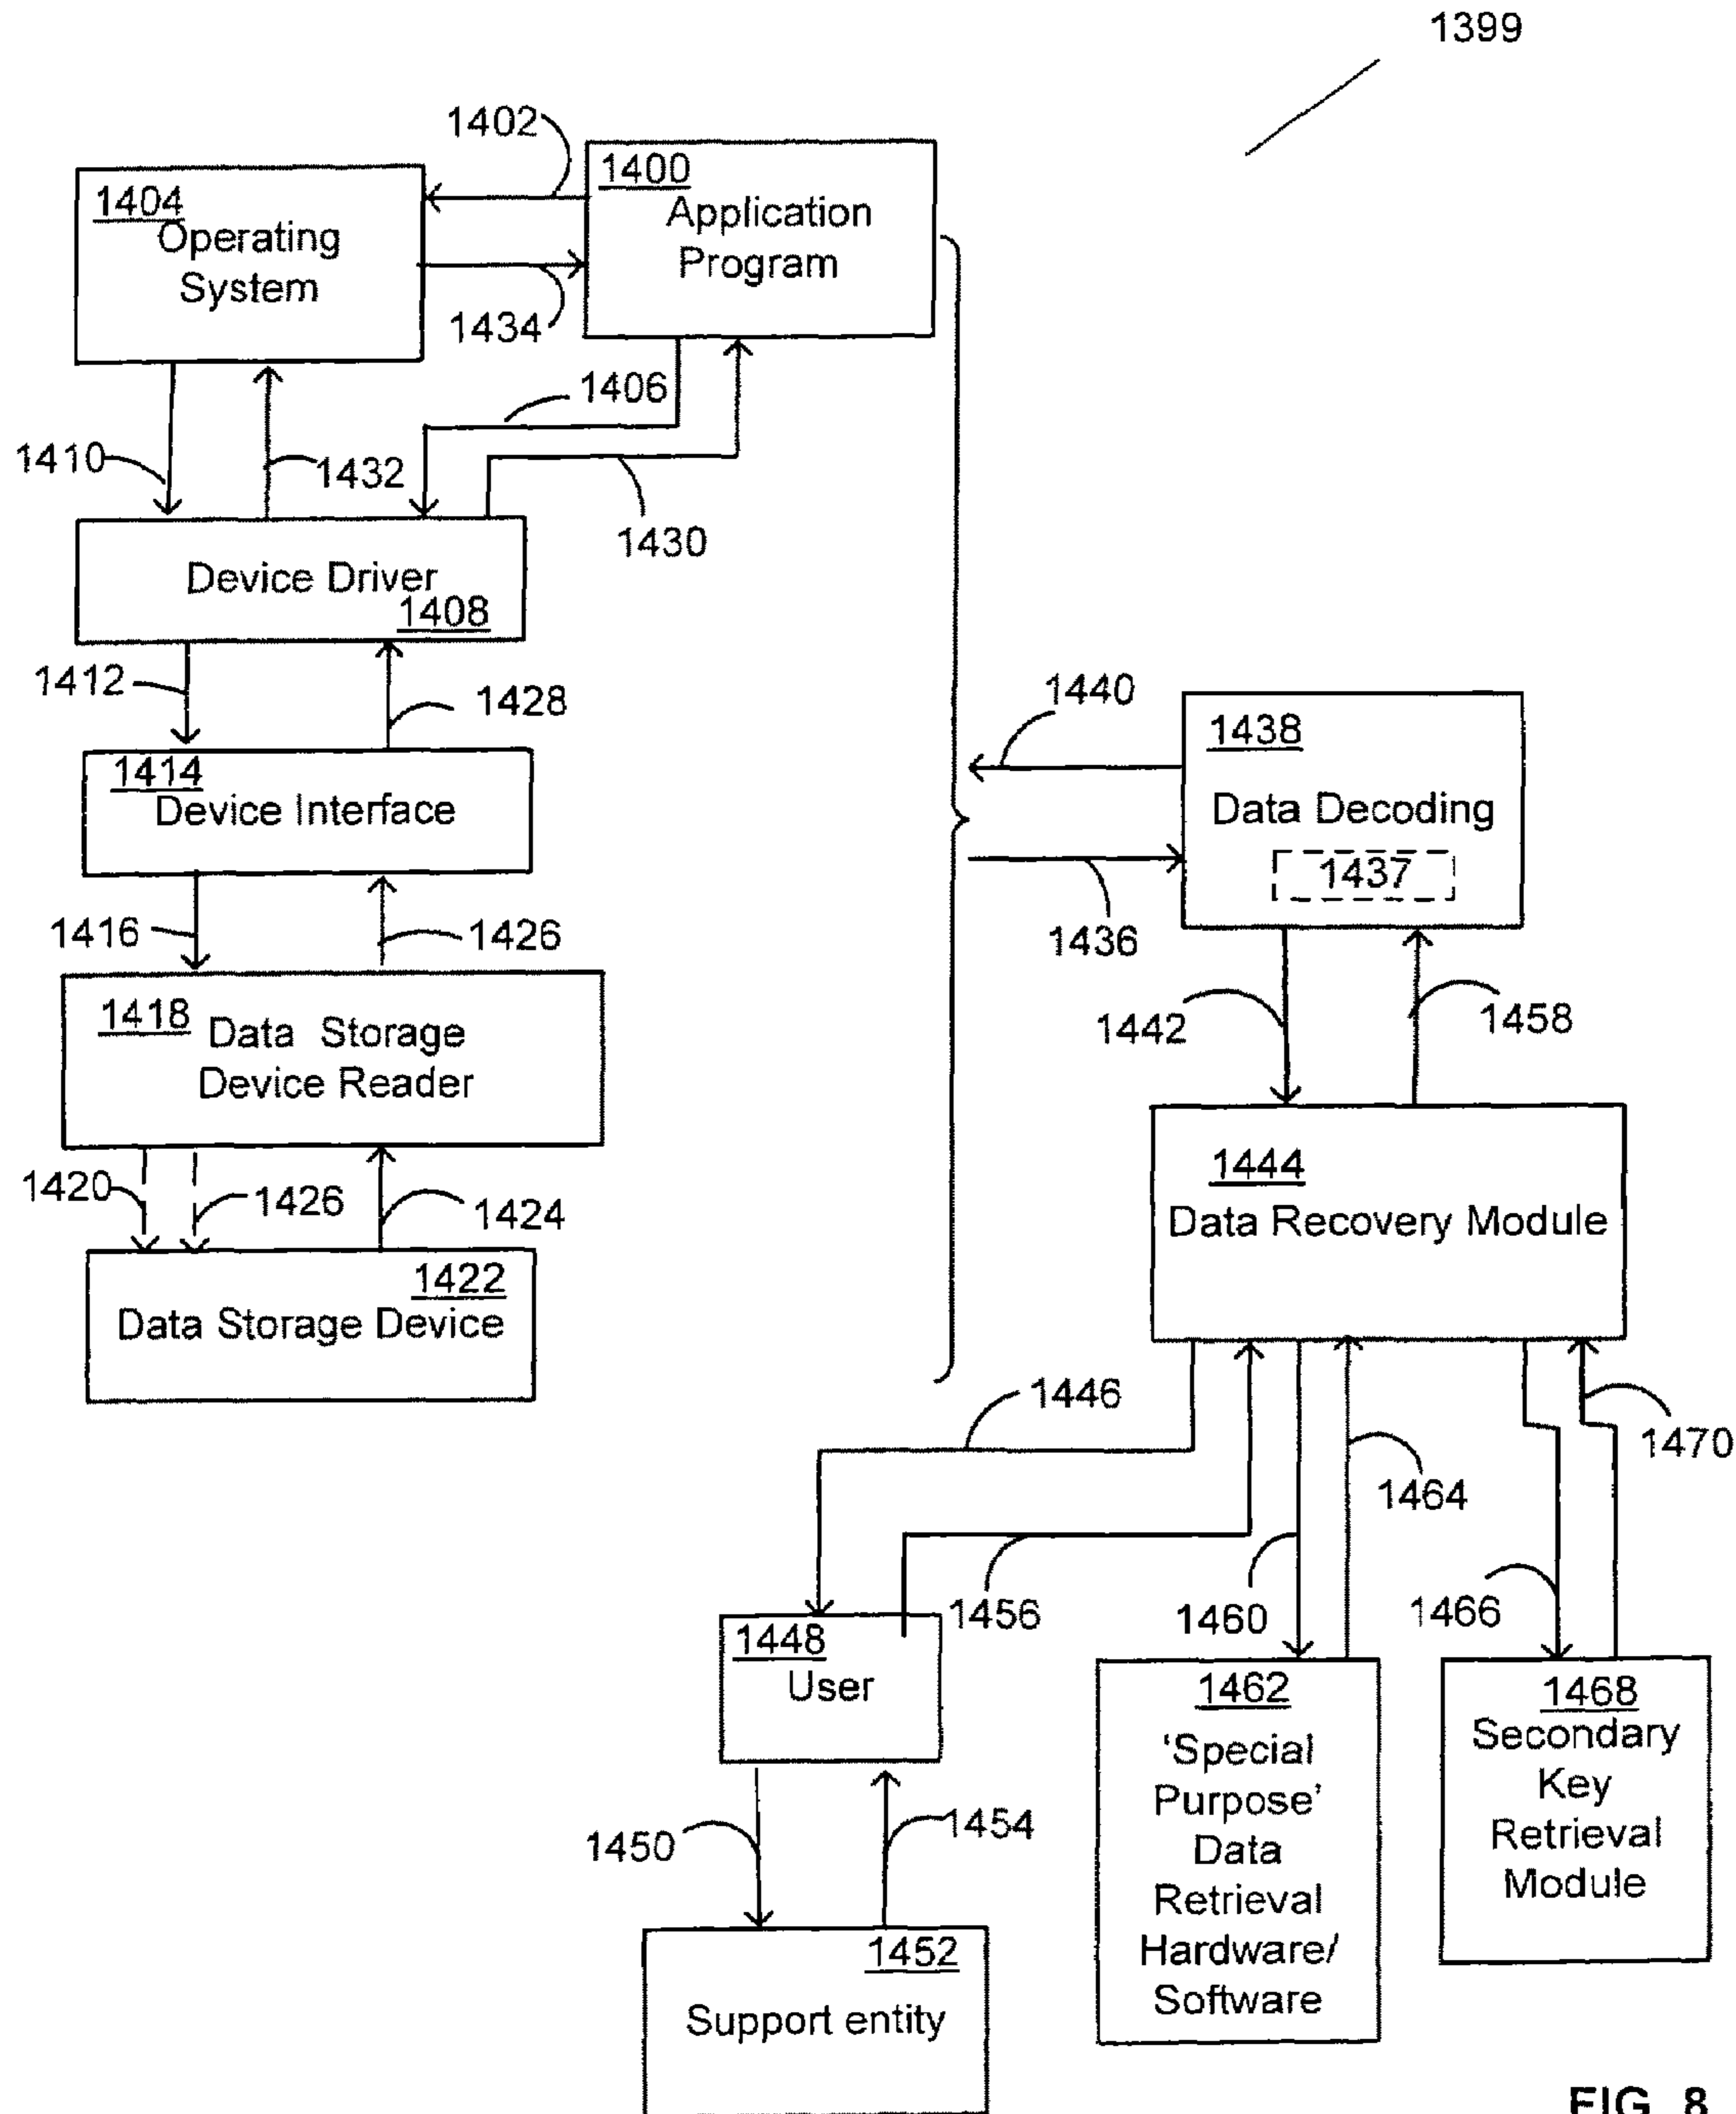 1399
1402
1400
Application
Program
1404
Operating
System
1434
1406
1410
1432
1430
Device Driver
1408
1412
1428
1414
Device Interface
1440
1438
Data Decoding
1437
1436
1416
1426
1418
Data Storage
Device Reader
1442
1458
1420
1426
1424
1444
Data Recovery Module
1422
Data Storage Device
1446
1470
1464
1456
1460
1466
1448
User
1462
'Special
Purpose'
Data
Retrieval
Hardware/
Software
1468
Secondary
Key
Retrieval
Module
1450
1454
1452
Support entity
FIG. 8